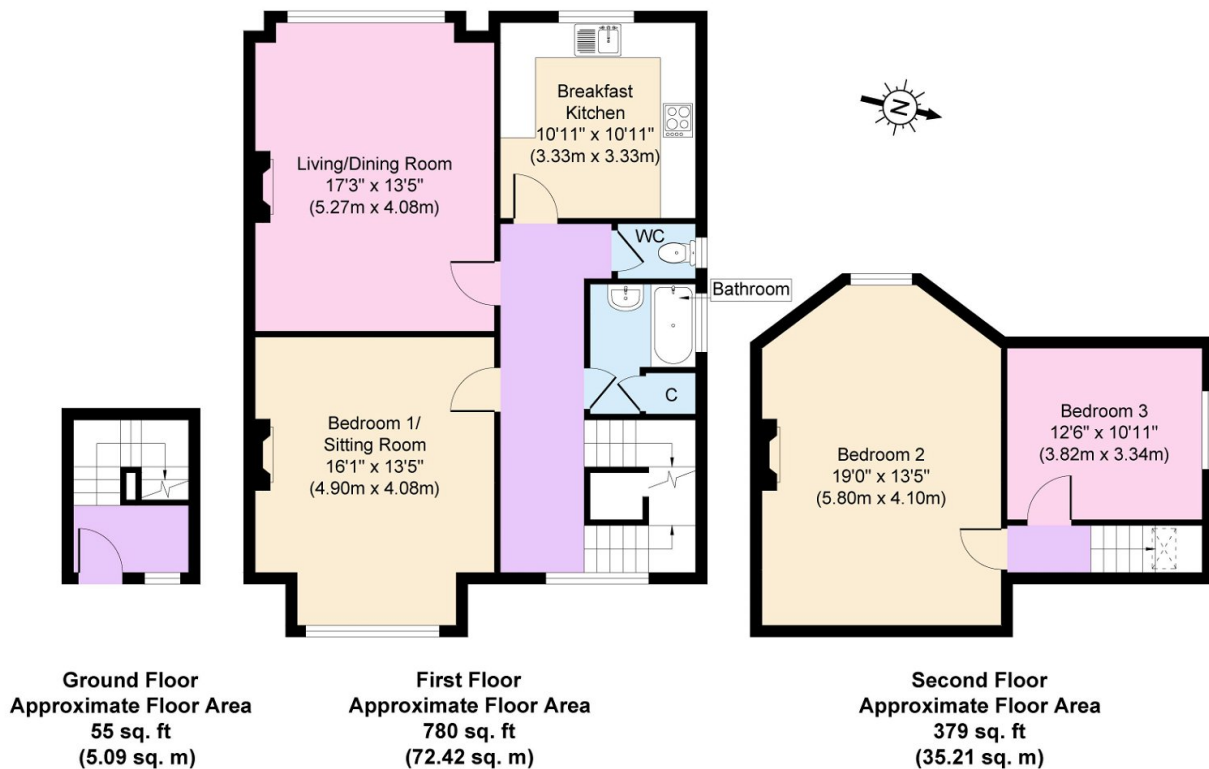 Breakfast
Kitchen
10'11" x 10'11"
(3.33m x 3.33m)
N
Living/Dining Room
17'3" x 13'5"
(5.27m x 4.08m)
WC
Bathroom
C
Bedroom 1/
Sitting Room
16'1" x 13'5"
(4.90m x 4.08m)
Bedroom 2
19'0" x 13'5"
(5.80m x 4.10m)
Bedroom 3
12'6" x 10'11"
(3.82m x 3.34m)
Ground Floor
Approximate Floor Area
55 sq. ft
(5.09 sq. m)
First Floor
Approximate Floor Area
780 sq. ft
(72.42 sq. m)
Second Floor
Approximate Floor Area
379 sq. ft
(35.21 sq. m)